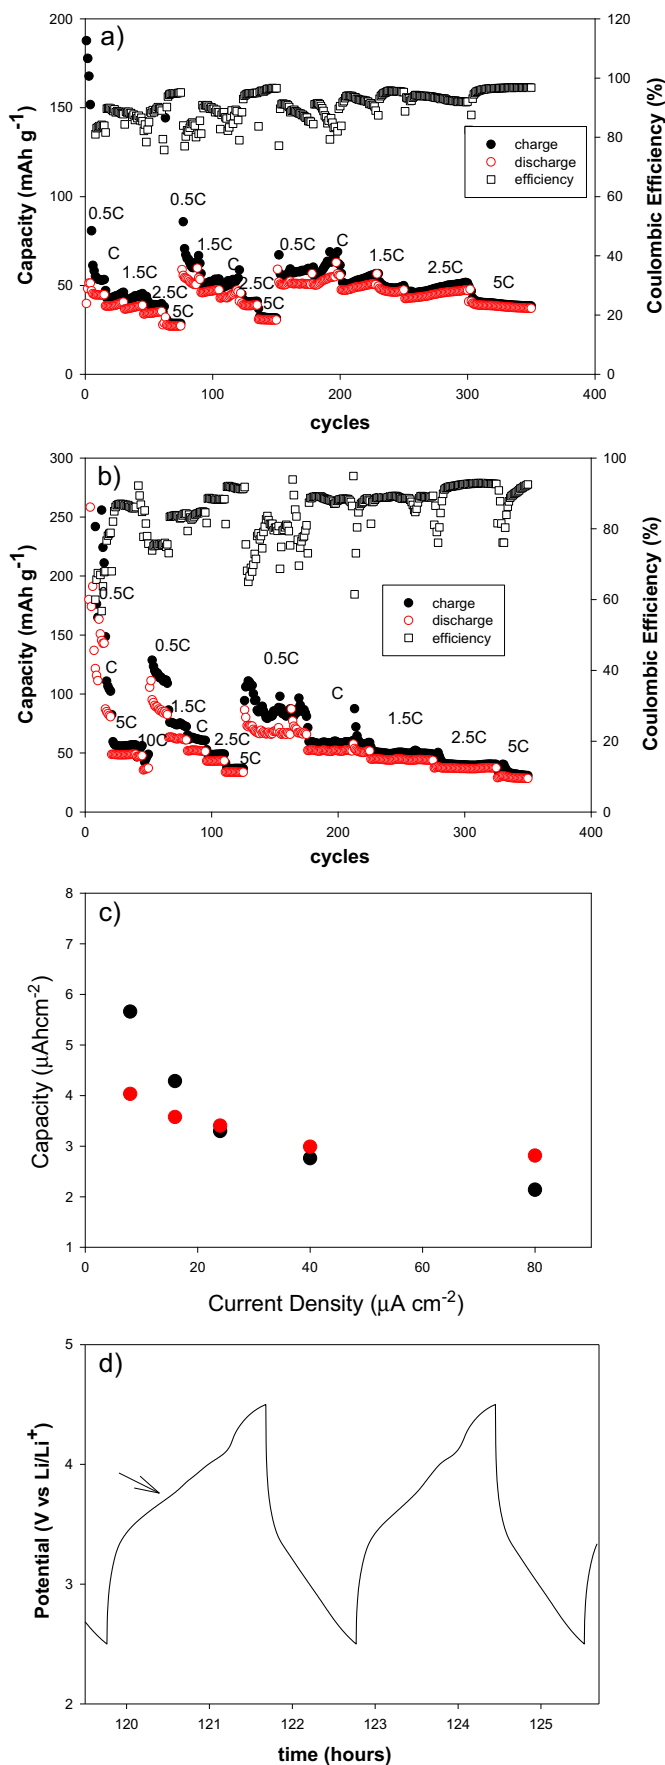 a)
200
150
100
50
0
Capacity (mAh g-1)
120
100
80
60
40
20
0
Coulombic Efficiency (%)
charge
discharge
efficiency
0.5C
C
1.5C
2.5C
5C
0.5C
1.5C
C
2.5C
5C
0.5C
C
1.5C
2.5C
5C
0 100 200 300 400
cycles
b)
300
250
200
150
100
50
0
Capacity (mAh g-1)
100
80
60
40
20
0
Coulombic Efficiency (%)
charge
discharge
efficiency
0.5C
C
5C
10C
0.5C
1.5C
C
2.5C
5C
0.5C
C
1.5C
2.5C
5C
0 100 200 300 400
cycles
c)
8
7
6
5
4
3
2
1
Capacity (μAhcm-2)
0 20 40 60 80
Current Density (μA cm-2)
d)
5
4
3
2
Potential (V vs Li/Li+)
120 121 122 123 124 125
time (hours)